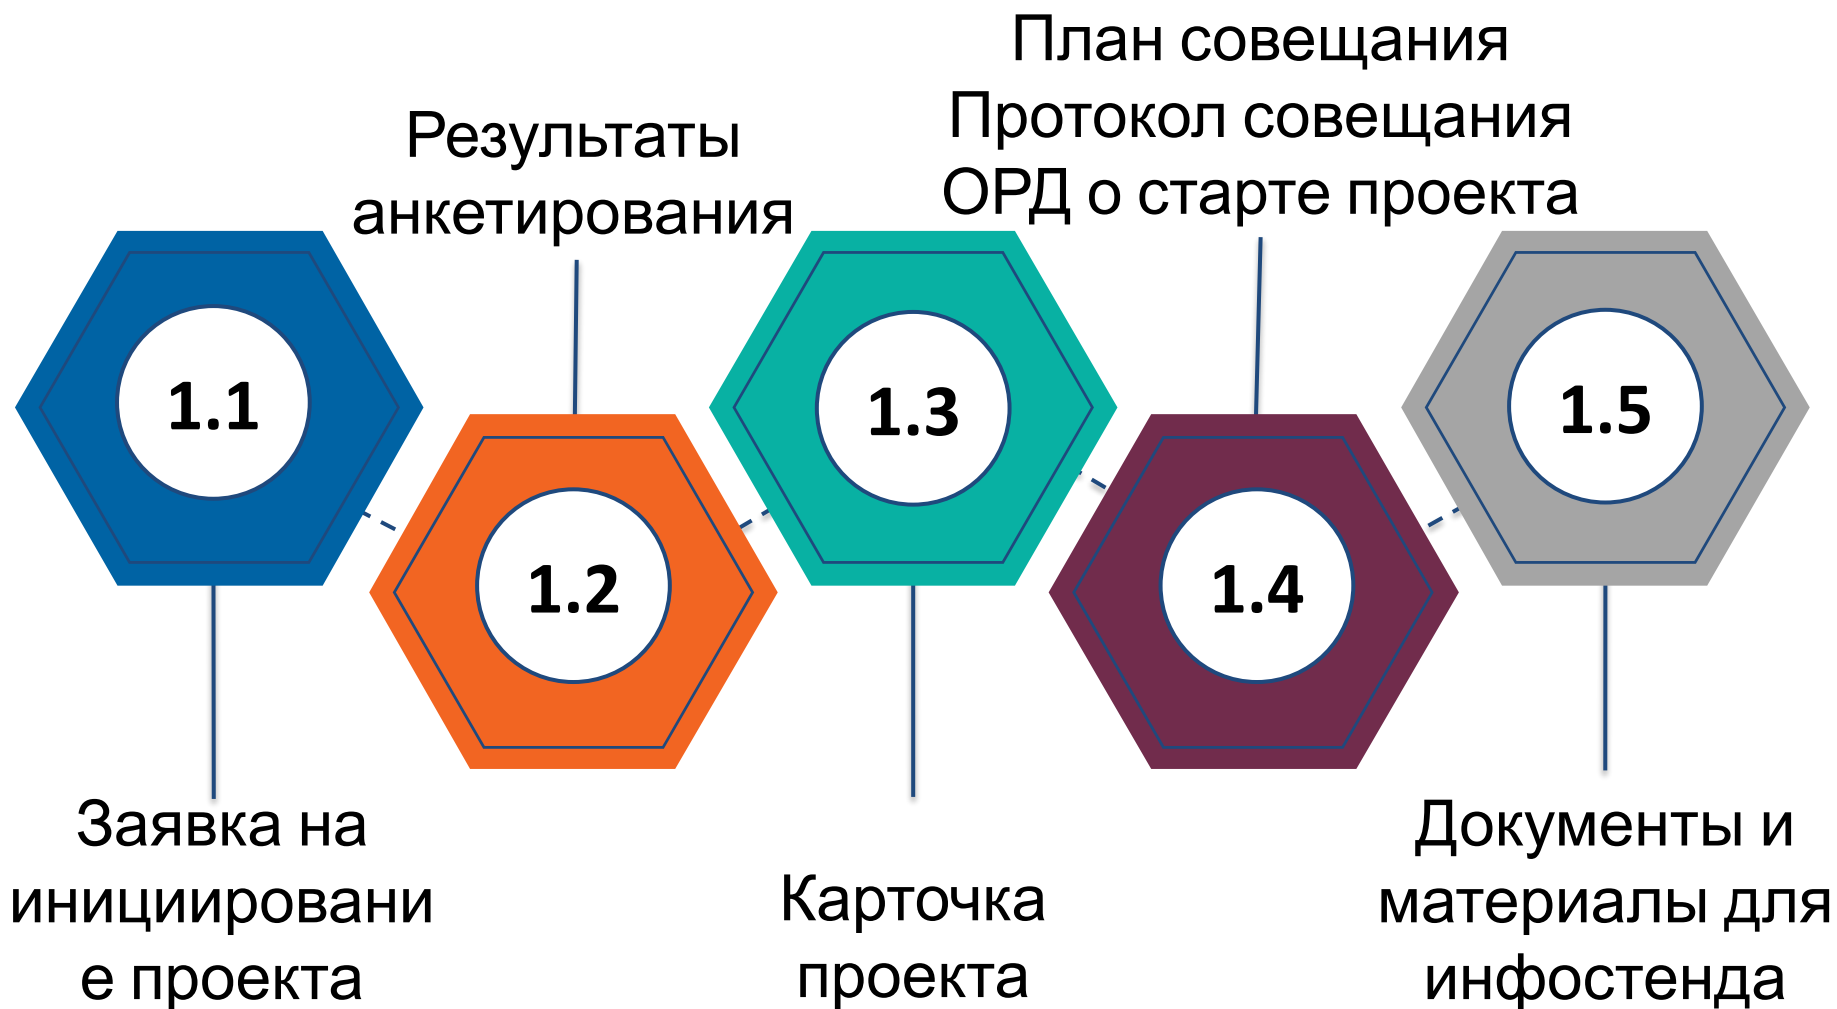 План совещания
Протокол совещания
ОРД о старте проекта
Результаты
анкетирования
1.1
1.2
1.3
1.4
1.5
Заявка на
инициировани
е проекта
Карточка
проекта
Документы и
материалы для
инфостенда